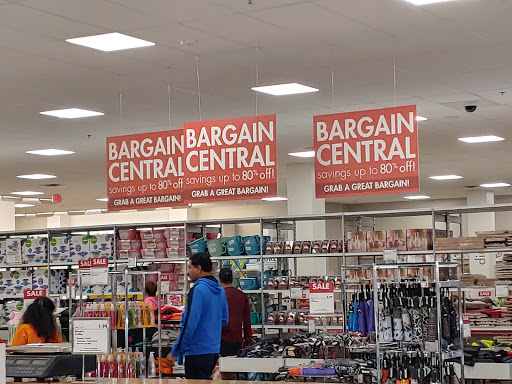 BARGAIN
CENTRAL
savings up to 80% off!
GRAB A GREAT BARGAIN!
BARGAIN
CENTRAL
savings up to 80% off!
GRAB A GREAT BARGAIN!
BARGAIN
CENTRAL
savings up to 80% off!
GRAB A GREAT BARGAIN!
SALE SALE
SALE
SALE